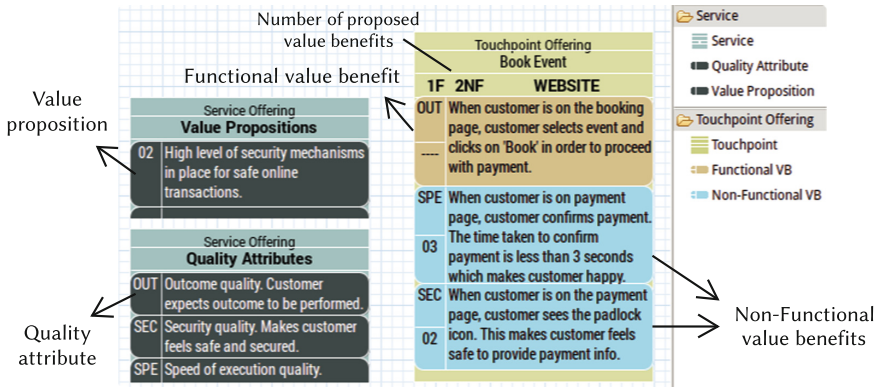 Number of proposed
value benefits
Functional value benefit
Value
proposition
Quality
attribute
Service Offering
Value Propositions
02
High level of security mechanisms
in place for safe online
transactions.
Service Offering
Quality Attributes
OUT
Outcome quality. Customer
expects outcome to be performed.
SEC
Security quality. Makes customer
feels safe and secured.
SPE
Speed of execution quality.
Touchpoint Offering
Book Event
1F 2NF WEBSITE
OUT
----
When customer is on the booking
page, customer selects event and
clicks on 'Book' in order to proceed
with payment.
SPE
03
When customer is on payment
page, customer confirms payment.
The time taken to confirm
payment is less than 3 seconds
which makes customer happy.
SEC
02
When customer is on the payment
page, customer sees the padlock
icon. This makes customer feels
safe to provide payment info.
Service
Service
Quality Attribute
Value Proposition
Touchpoint Offering
Touchpoint
Functional VB
Non-Functional VB
Non-Functional
value benefits